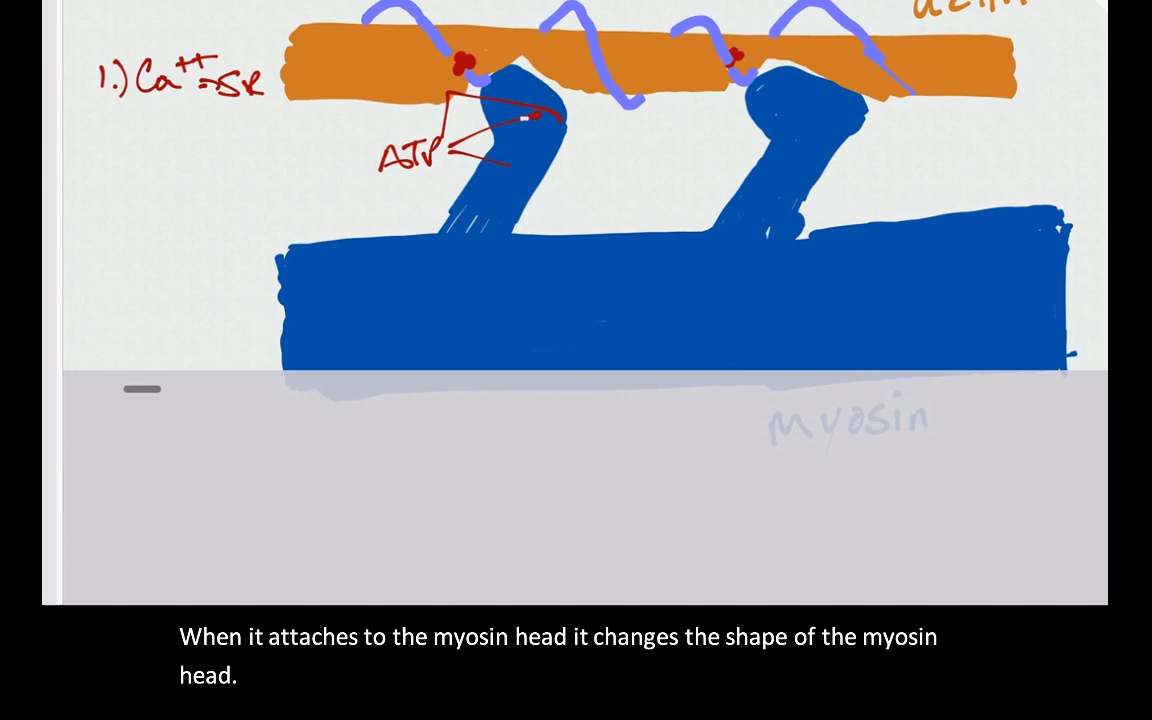 1.) Ca++ → SR
ATP
myosin
When it attaches to the myosin head it changes the shape of the myosin
head.